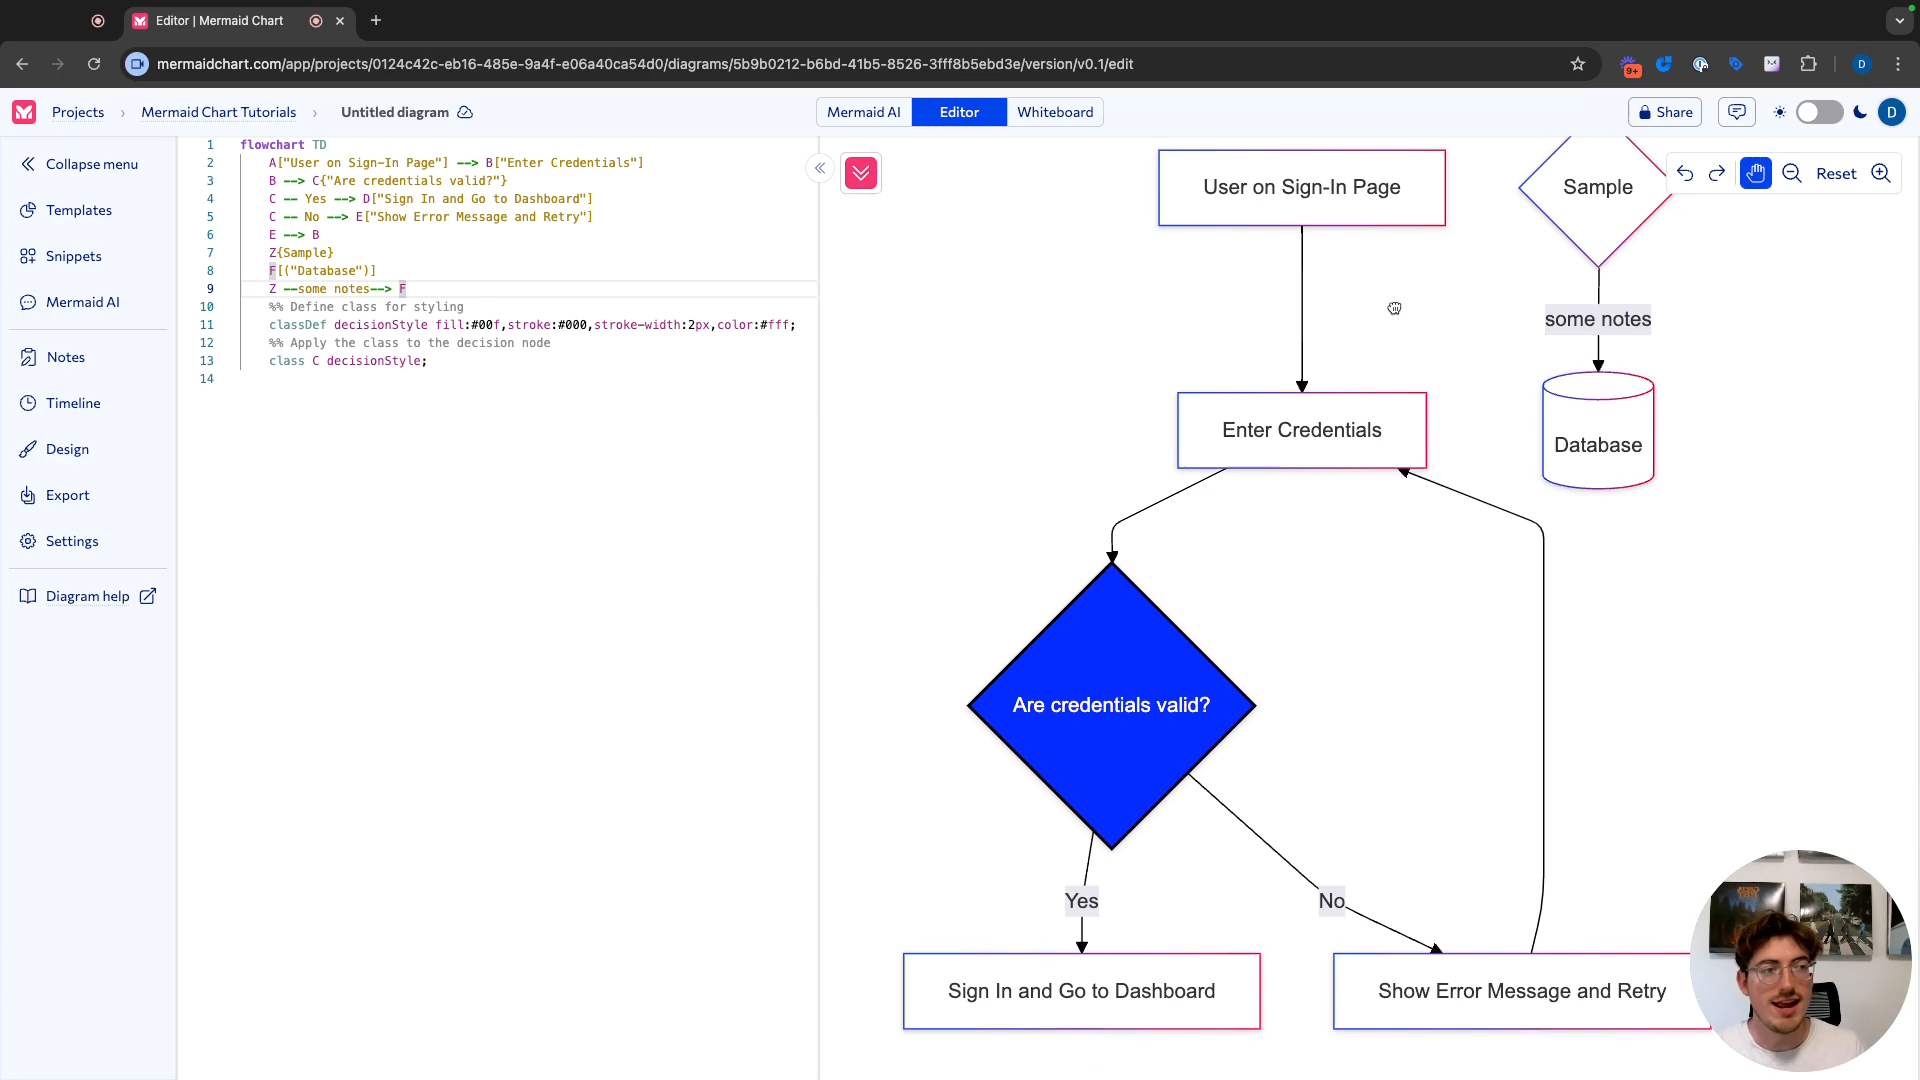 Editor | Mermaid Chart
mermaidchart.com/app/projects/0124c42c-eb16-485e-9a4f-e06a40ca54d0/diagrams/5b9b0212-b6bd-41b5-8526-3fff8b5ebd3e/version/v0.1/edit
9+
D
Projects
Mermaid Chart Tutorials
Untitled diagram
Mermaid AI
Editor
Whiteboard
Share
D
Collapse menu
Templates
Snippets
Mermaid AI
Notes
Timeline
Design
Export
Settings
Diagram help
1 flowchart TD
2 A["User on Sign-In Page"] --> B["Enter Credentials"]
3 B --> C{"Are credentials valid?"}
4 C -- Yes --> D["Sign In and Go to Dashboard"]
5 C -- No --> E["Show Error Message and Retry"]
6 E --> B
7 Z{Sample}
8 F[("Database")]
9 Z --some notes--> F
10 %% Define class for styling
11 classDef decisionStyle fill:#00f,stroke:#000,stroke-width:2px,color:#fff;
12 %% Apply the class to the decision node
13 class C decisionStyle;
14
Reset
User on Sign-In Page
Sample
some notes
Enter Credentials
Database
Are credentials valid?
Yes
No
Sign In and Go to Dashboard
Show Error Message and Retry